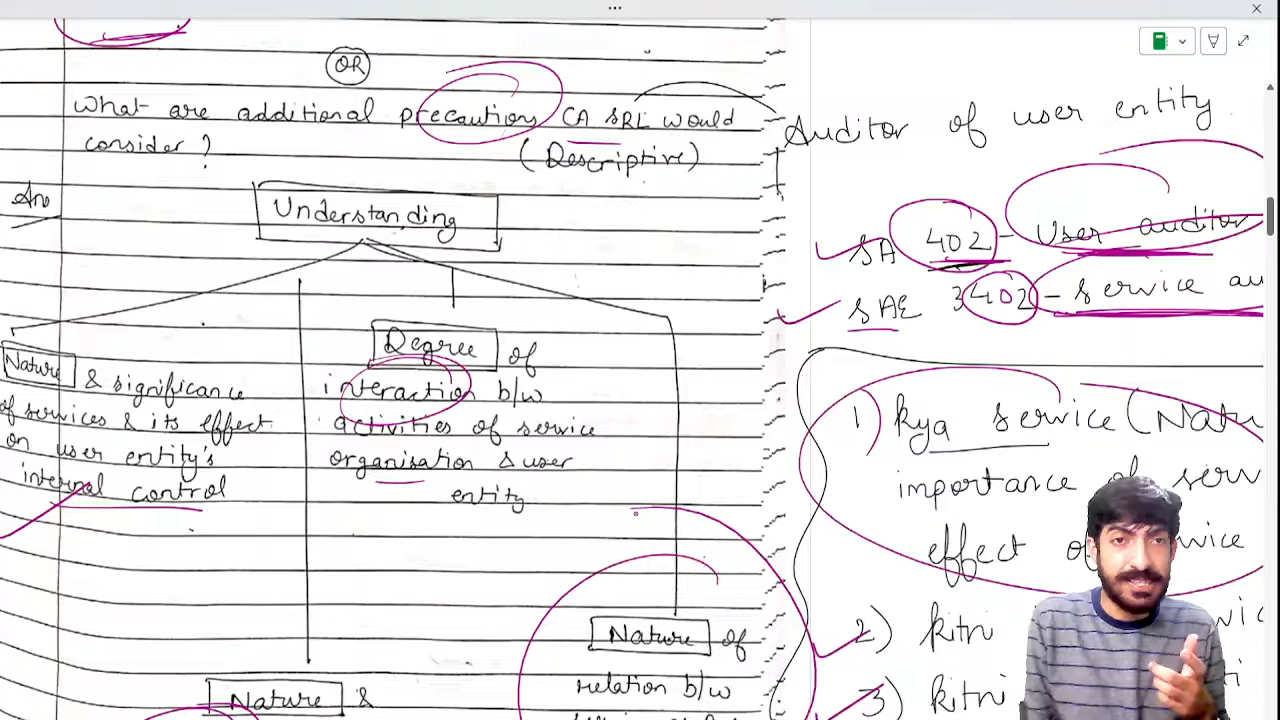 OR
What are additional precautions CA SRL would
consider?
(Descriptive)
Ans
Understanding
Nature & significance
of services & its effect
on user entity's
internal control
Degree of
interaction b/w
activities of service
organisation & user
entity
Nature of
relation b/w
Nature &
Auditor of user entity
SA 402 - User auditor
SAE 3402 - service au
1) kya service (Natu
importance of serv
effect of
2) kitni
3) kitni